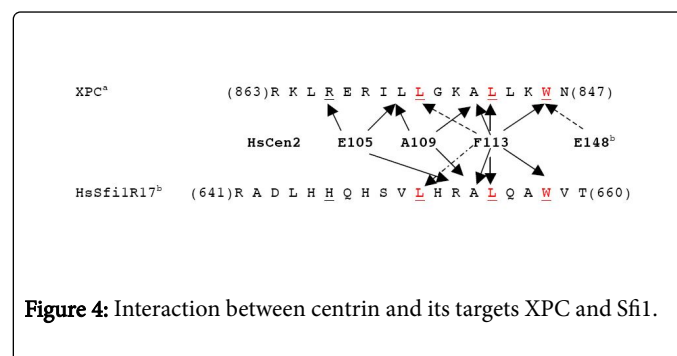 XPCa (863)R K L R E R I L L G K A L L K W N(847)
HsCen2 E105 A109 F113 E148b
HsSfi1R17b (641)R A D L H H Q H S V L H R A L Q A W V T(660)
Figure 4: Interaction between centrin and its targets XPC and Sfi1.